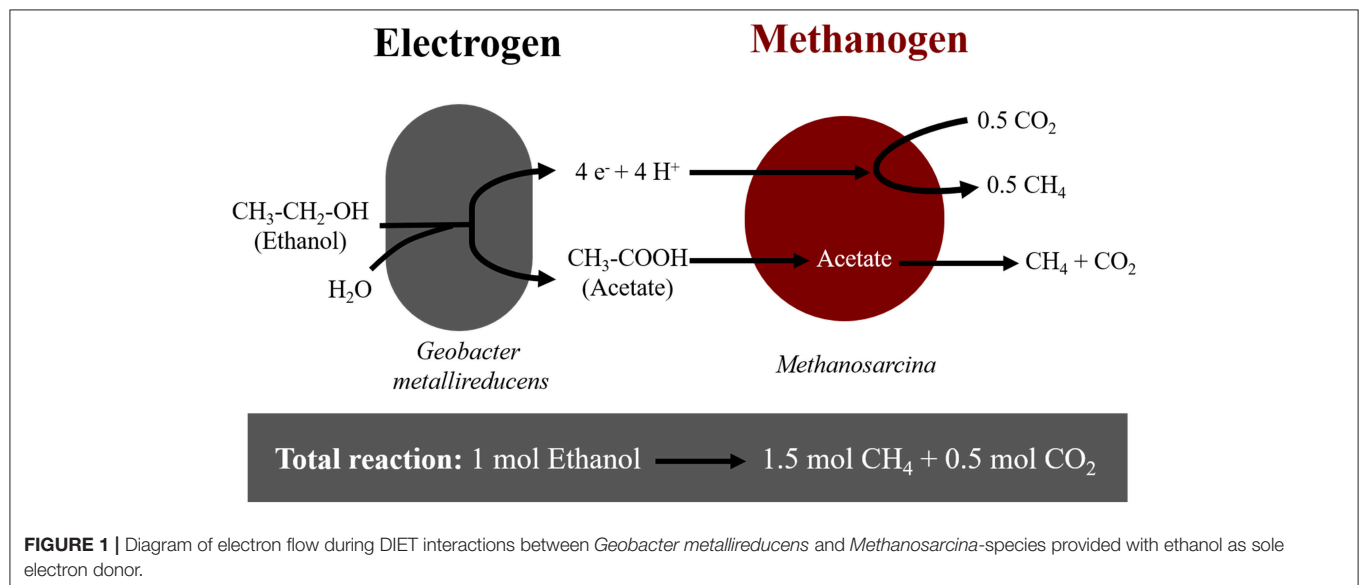 Electrogen
Methanogen
0.5 CO₂
4 e⁻ + 4 H⁺
0.5 CH₄
CH₃-CH₂-OH
(Ethanol)
H₂O
CH₃-COOH
(Acetate)
Acetate
CH₄ + CO₂
Geobacter
metallireducens
Methanosarcina
Total reaction: 1 mol Ethanol → 1.5 mol CH₄ + 0.5 mol CO₂
FIGURE 1 | Diagram of electron flow during DIET interactions between Geobacter metallireducens and Methanosarcina-species provided with ethanol as sole
electron donor.